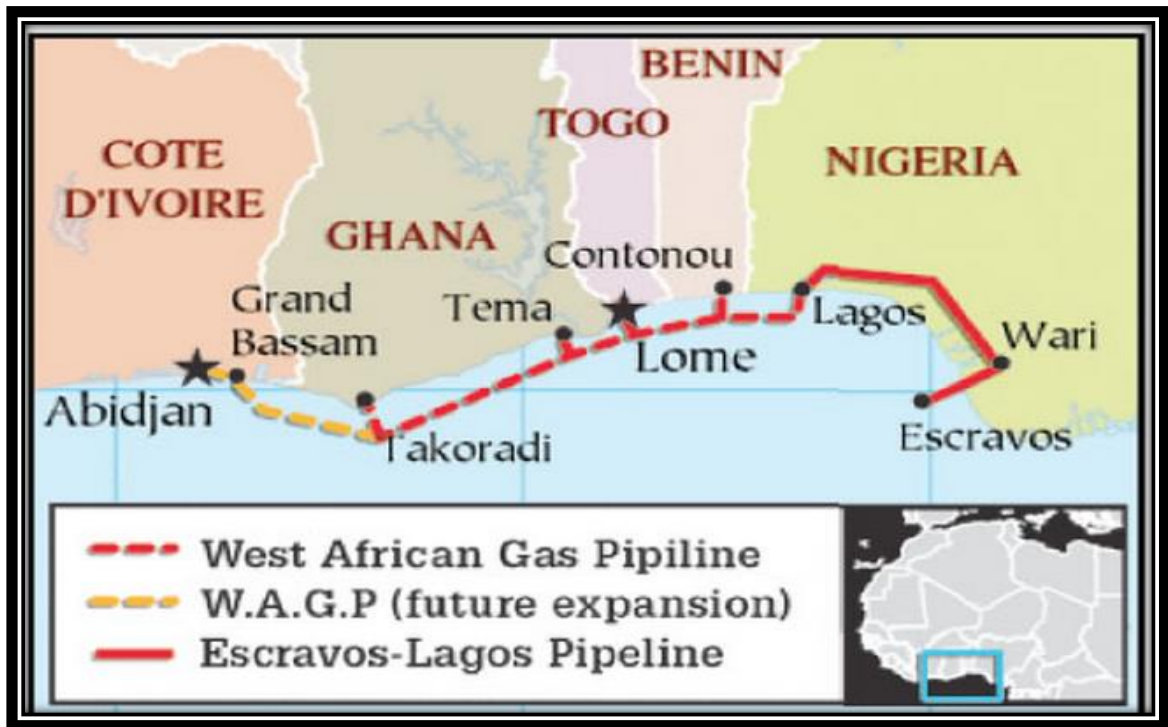 BENIN
TOGO
COTE
D'IVOIRE
NIGERIA
GHANA
Contonou
Grand
Bassam
Tema
Lagos
Wari
Lome
Abidjan
Takoradi
Escravos
West African Gas Pipiline
W.A.G.P (future expansion)
Escravos-Lagos Pipeline